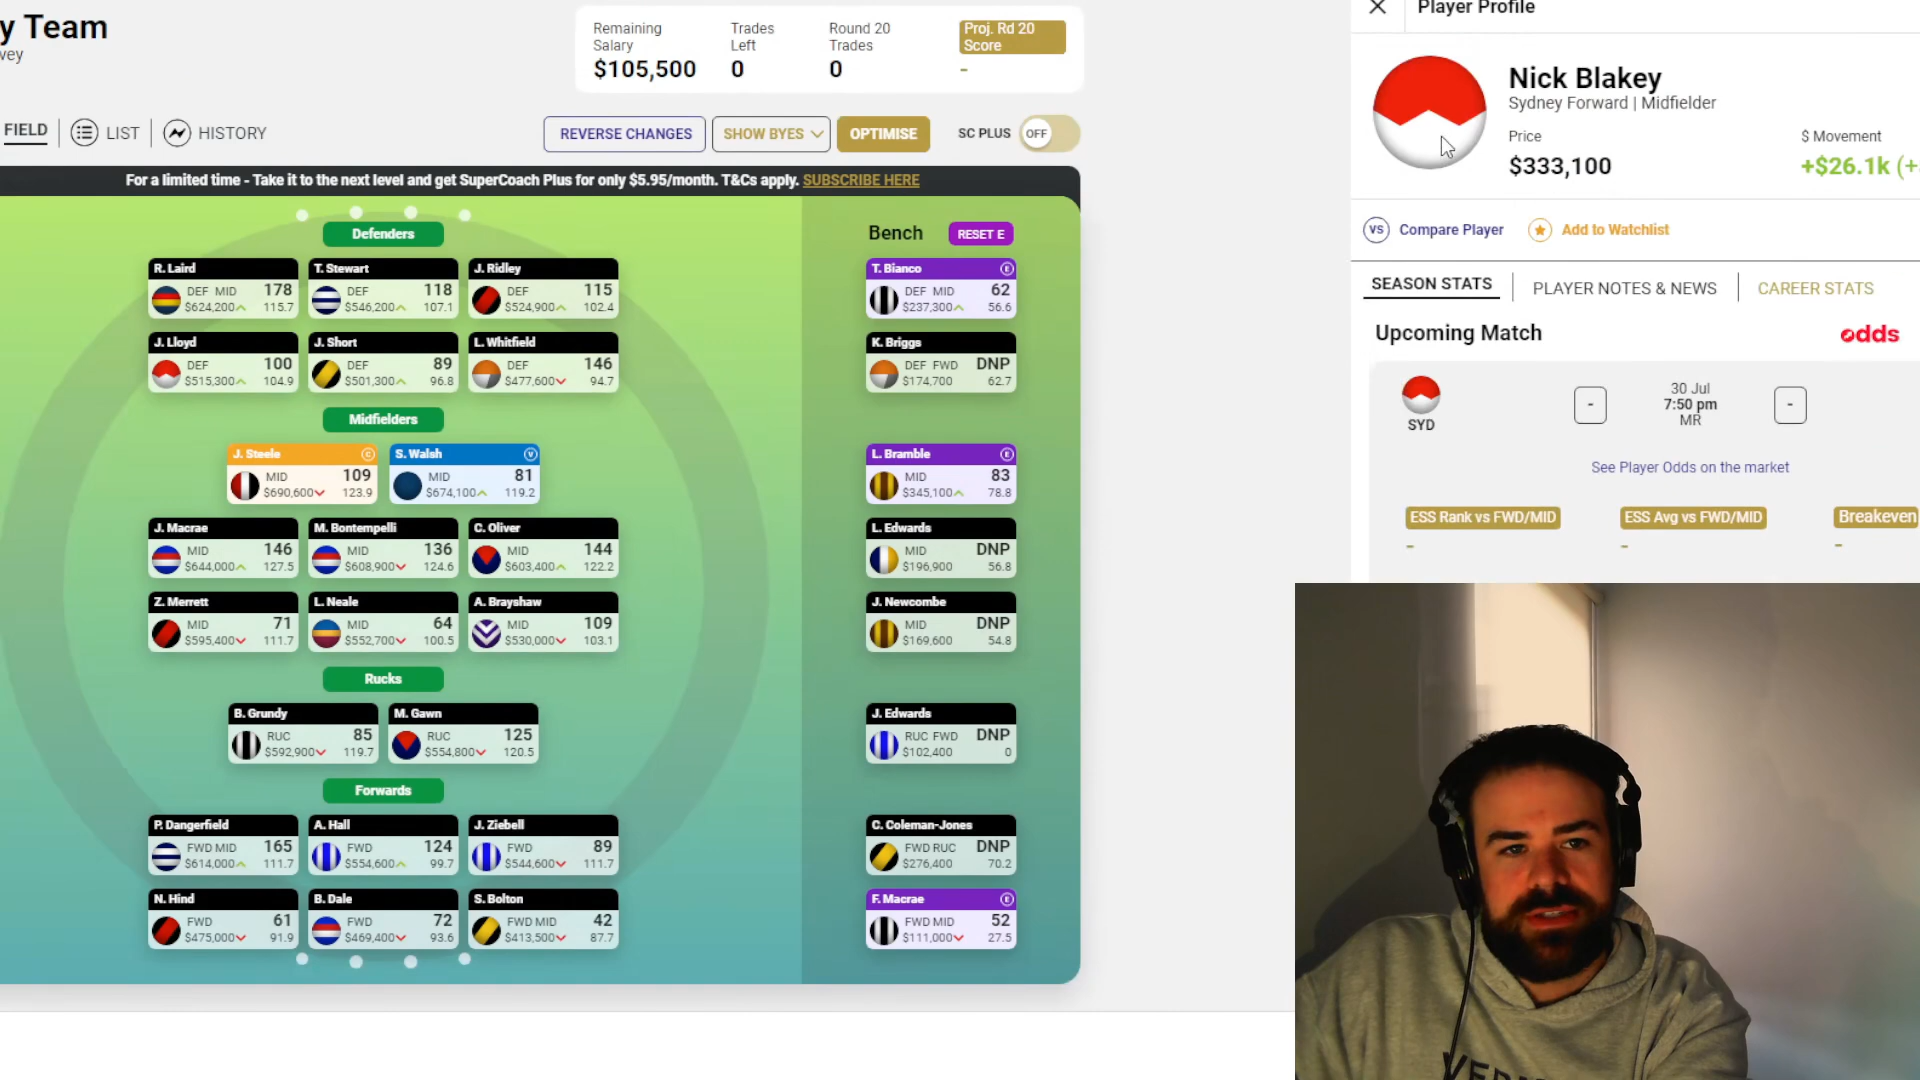 y Team
vey
Remaining Salary
$105,500
Trades Left
0
Round 20 Trades
0
Proj. Rd 20 Score
-
FIELD
LIST
HISTORY
REVERSE CHANGES
SHOW BYES
OPTIMISE
SC PLUS
OFF
For a limited time - Take it to the next level and get SuperCoach Plus for only $5.95/month. T&Cs apply. SUBSCRIBE HERE
Defenders
R. Laird
DEF MID 178
$624,200 115.7
T. Stewart
DEF 118
$546,200 107.1
J. Ridley
DEF 115
$524,900 102.4
J. Lloyd
DEF 100
$515,300 104.9
J. Short
DEF 89
$501,300 96.8
L. Whitfield
DEF 146
$477,600 94.7
Midfielders
J. Steele C
MID 109
$690,600 123.9
S. Walsh V
MID 81
$674,100 119.2
J. Macrae
MID 146
$644,000 127.5
M. Bontempelli
MID 136
$608,900 124.6
C. Oliver
MID 144
$603,400 122.2
Z. Merrett
MID 71
$595,400 111.7
L. Neale
MID 64
$552,700 100.5
A. Brayshaw
MID 109
$530,000 103.1
Rucks
B. Grundy
RUC 85
$592,900 119.7
M. Gawn
RUC 125
$554,800 120.5
Forwards
P. Dangerfield
FWD MID 165
$614,000 111.7
A. Hall
FWD 124
$554,600 99.7
J. Ziebell
FWD 89
$544,600 111.7
N. Hind
FWD 61
$475,000 91.9
B. Dale
FWD 72
$469,400 93.6
S. Bolton
FWD MID 42
$413,500 87.7
Bench
RESET E
T. Bianco E
DEF MID 62
$237,300 56.6
K. Briggs
DEF FWD DNP
$174,700 62.7
L. Bramble E
MID 83
$345,100 78.8
L. Edwards
MID DNP
$196,900 56.8
J. Newcombe
MID DNP
$169,600 54.8
J. Edwards
RUC FWD DNP
$102,400 0
C. Coleman-Jones
FWD RUC DNP
$276,400 70.2
F. Macrae E
FWD MID 52
$111,000 27.5
Player Profile
Nick Blakey
Sydney Forward | Midfielder
Price
$333,100
$ Movement
+$26.1k (+
VS Compare Player
Add to Watchlist
SEASON STATS
PLAYER NOTES & NEWS
CAREER STATS
Upcoming Match
odds
SYD
-
30 Jul
7:50 pm
MR
-
See Player Odds on the market
ESS Rank vs FWD/MID
-
ESS Avg vs FWD/MID
-
Breakeven
-